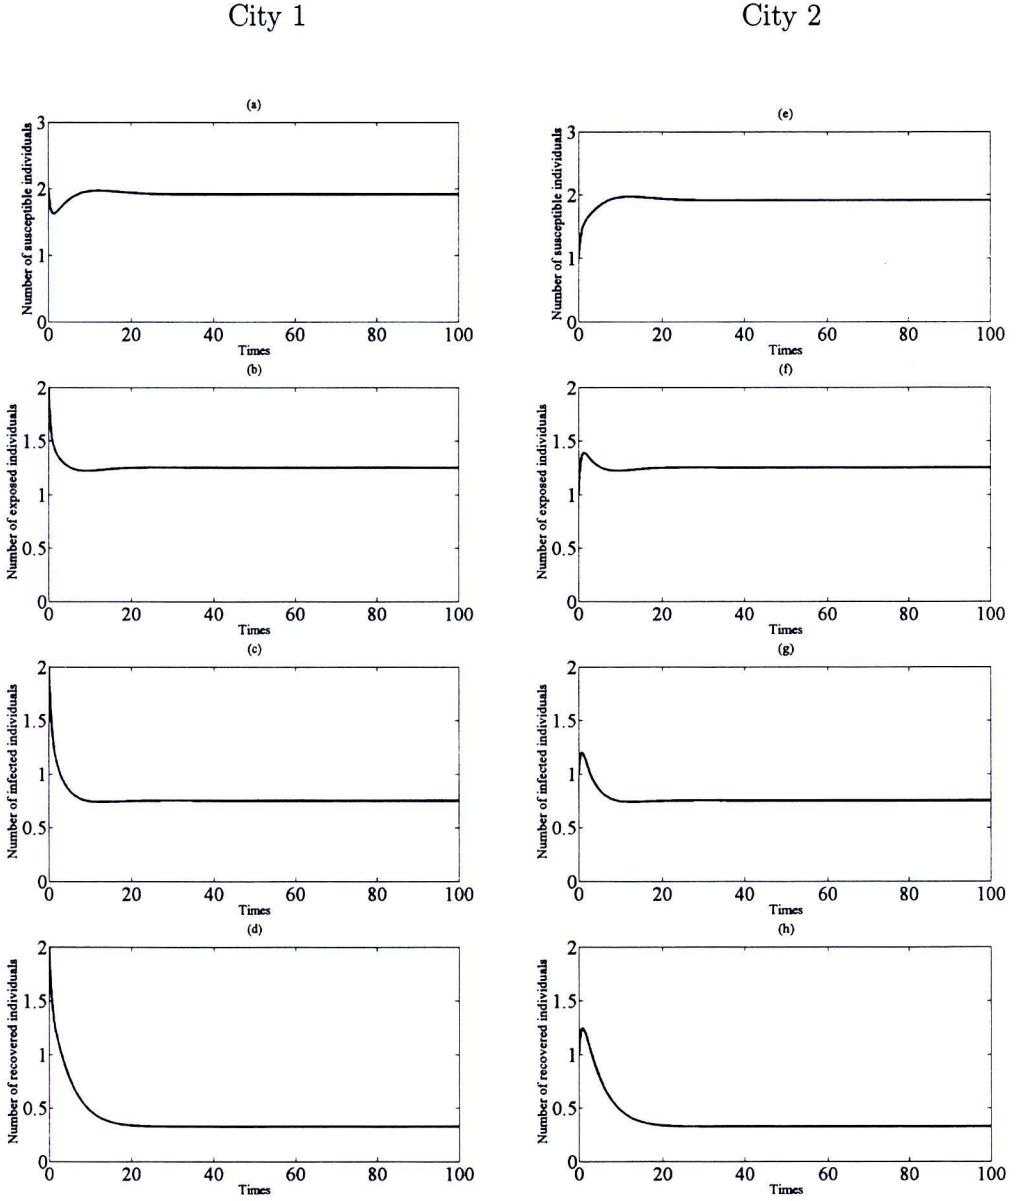 City 1
City 2
(a)
Number of susceptible individuals
3
2
1
0
0 20 40 60 80 100
Times
(b)
Number of exposed individuals
2
1.5
1
0.5
0
0 20 40 60 80 100
Times
(c)
Number of infected individuals
2
1.5
1
0.5
0
0 20 40 60 80 100
Times
(d)
Number of recovered individuals
2
1.5
1
0.5
0
0 20 40 60 80 100
Times
(e)
Number of susceptible individuals
3
2
1
0
0 20 40 60 80 100
Times
(f)
Number of exposed individuals
2
1.5
1
0.5
0
0 20 40 60 80 100
Times
(g)
Number of infected individuals
2
1.5
1
0.5
0
0 20 40 60 80 100
Times
(h)
Number of recovered individuals
2
1.5
1
0.5
0
0 20 40 60 80 100
Times